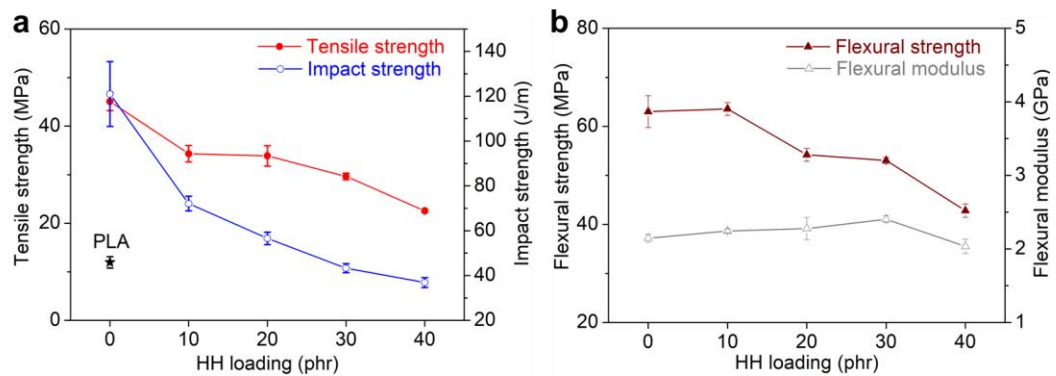 a
Tensile strength
Impact strength
PLA
Tensile strength (MPa)
60
40
20
0
Impact strength (J/m)
140
120
100
80
60
40
20
0
10
20
30
40
HH loading (phr)
b
Flexural strength
Flexural modulus
Flexural strength (MPa)
80
60
40
20
Flexural modulus (GPa)
5
4
3
2
1
0
10
20
30
40
HH loading (phr)